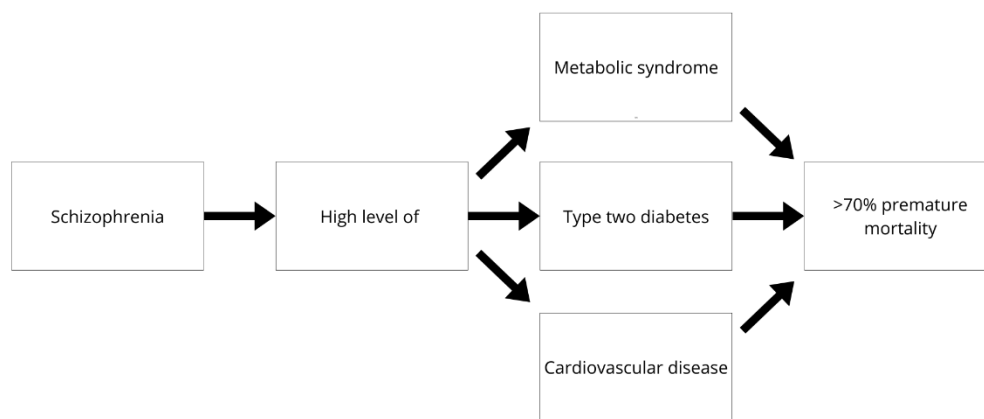 Metabolic syndrome
Schizophrenia
High level of
Type two diabetes
>70% premature
mortality
Cardiovascular disease